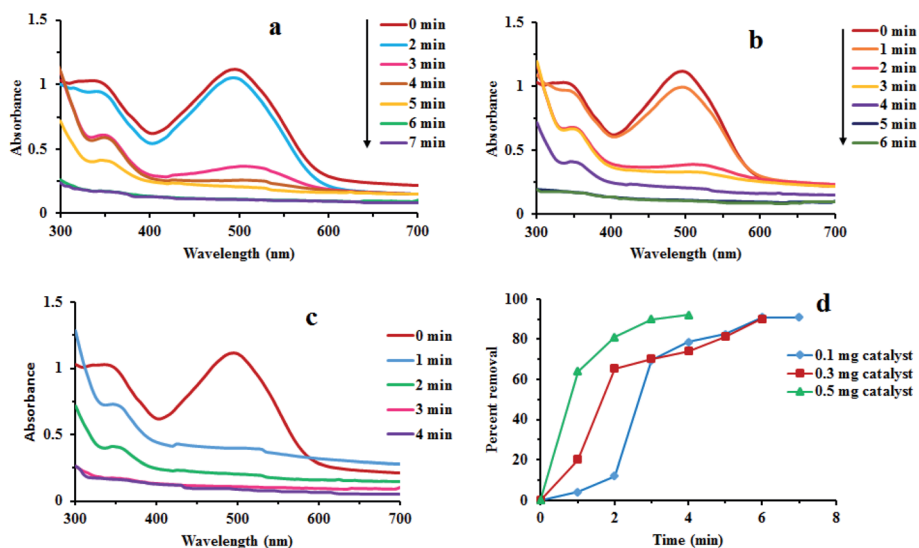 a
1.5
1
0.5
0
300 400 500 600 700
Absorbance
Wavelength (nm)
0 min
2 min
3 min
4 min
5 min
6 min
7 min
b
1.5
1
0.5
0
300 400 500 600 700
Absorbance
Wavelength (nm)
0 min
1 min
2 min
3 min
4 min
5 min
6 min
c
1.5
1
0.5
0
300 400 500 600 700
Absorbance
Wavelength (nm)
0 min
1 min
2 min
3 min
4 min
d
100
80
60
40
20
0
0 2 4 6 8
Percent removal
Time (min)
0.1 mg catalyst
0.3 mg catalyst
0.5 mg catalyst